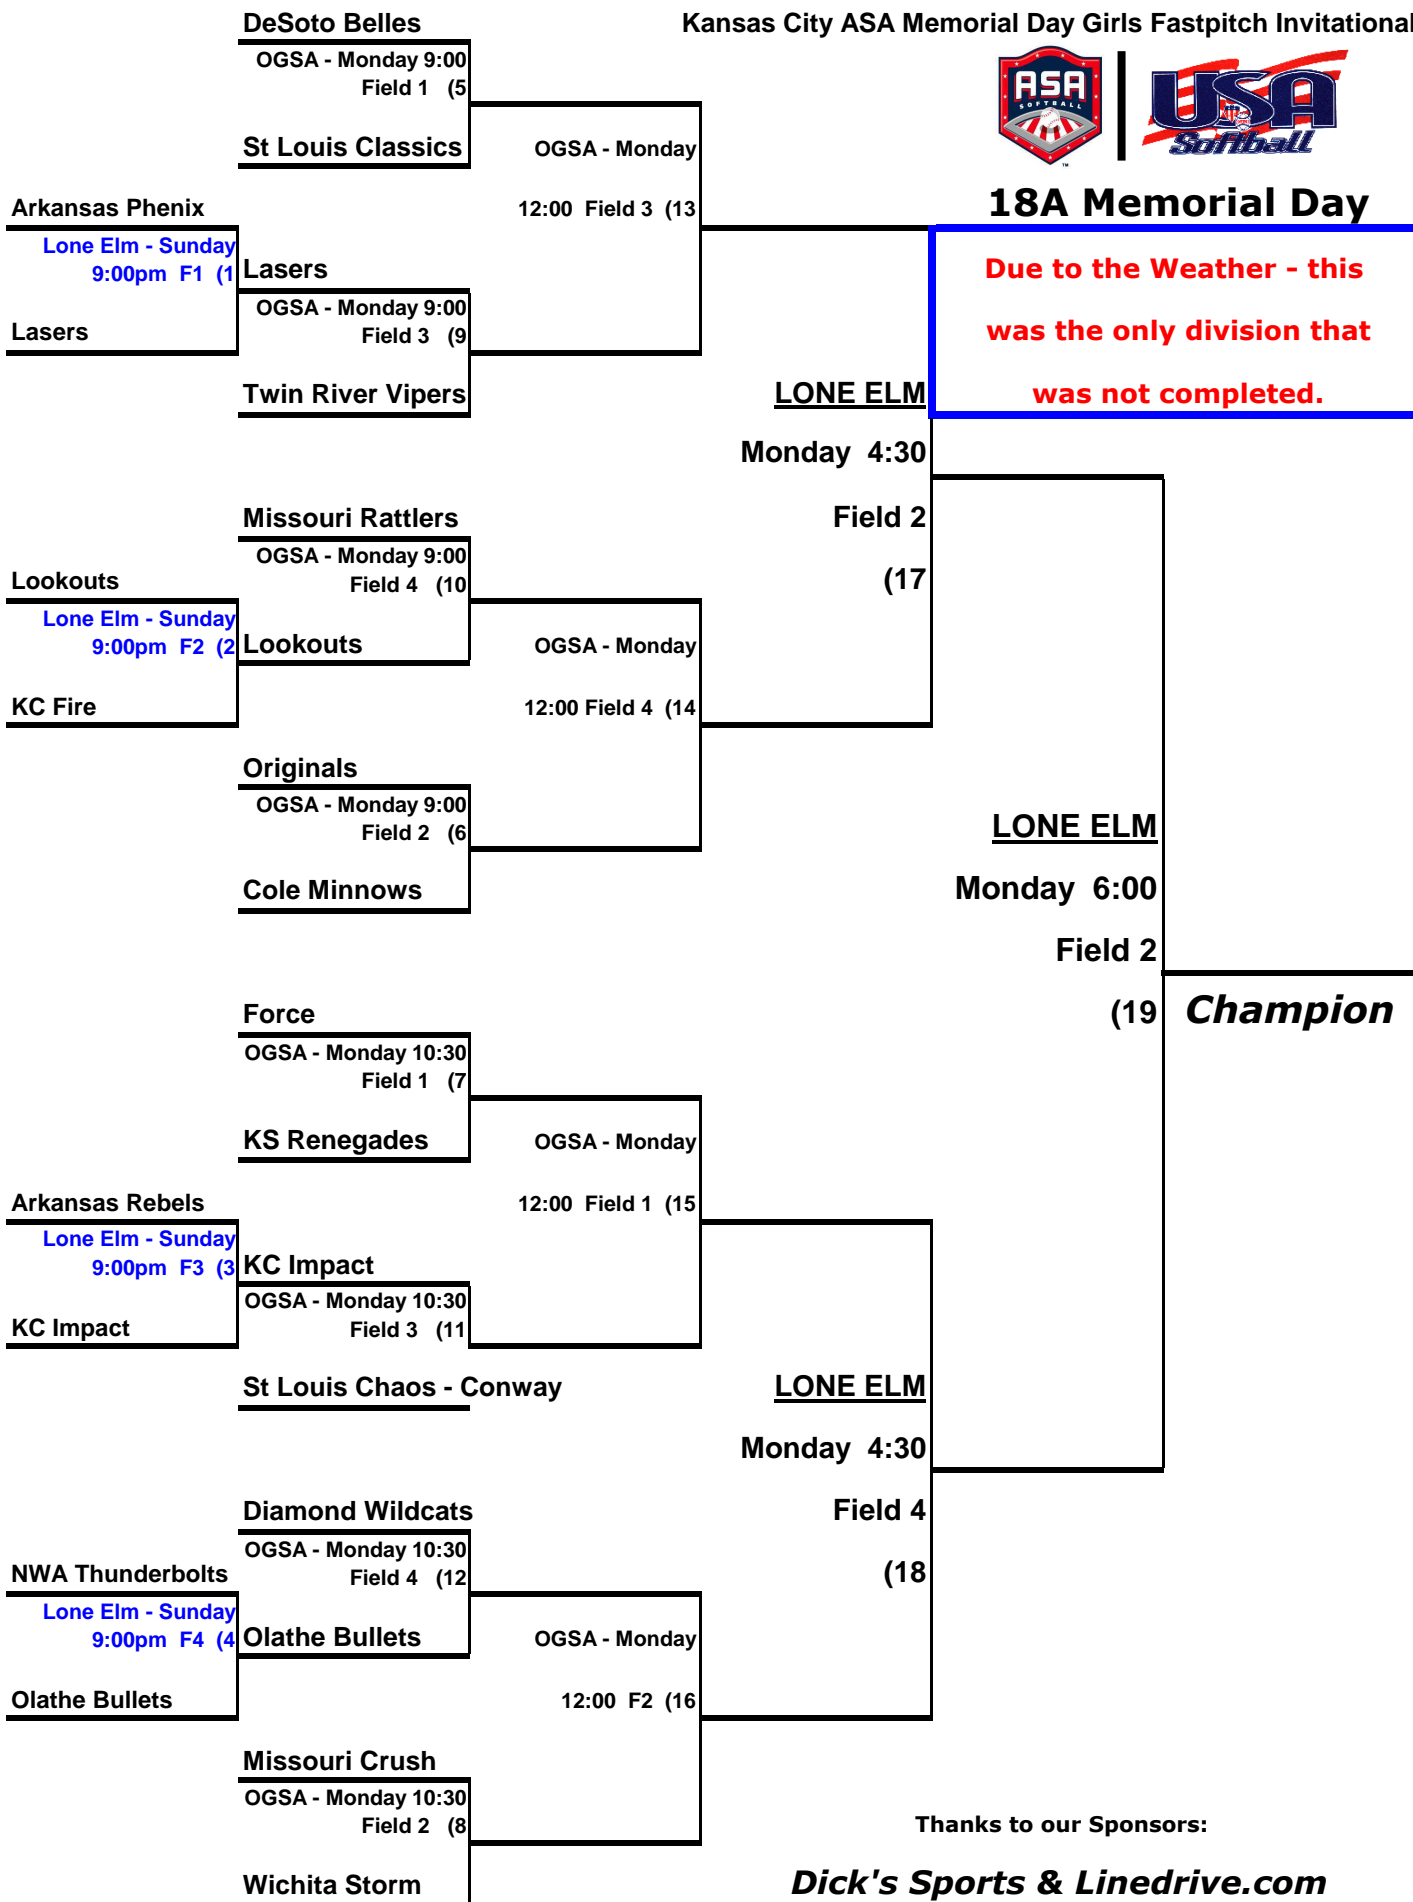 DeSoto Belles
Kansas City ASA Memorial Day Girls Fastpitch Invitational
OGSA - Monday 9:00
Field 1 (5
ASA
SOFTBALL
TM
USA
Softball
St Louis Classics
OGSA - Monday
Arkansas Phenix
12:00 Field 3 (13
18A Memorial Day
Lone Elm - Sunday
9:00pm F1 (1
Lasers
Due to the Weather - this
OGSA - Monday 9:00
Field 3 (9
Lasers
was the only division that
Twin River Vipers
LONE ELM
was not completed.
Monday 4:30
Missouri Rattlers
Field 2
OGSA - Monday 9:00
Field 4 (10
Lookouts
(17
Lone Elm - Sunday
9:00pm F2 (2
Lookouts
OGSA - Monday
KC Fire
12:00 Field 4 (14
Originals
OGSA - Monday 9:00
Field 2 (6
LONE ELM
Cole Minnows
Monday 6:00
Field 2
Force
(19
Champion
OGSA - Monday 10:30
Field 1 (7
KS Renegades
OGSA - Monday
Arkansas Rebels
12:00 Field 1 (15
Lone Elm - Sunday
9:00pm F3 (3
KC Impact
OGSA - Monday 10:30
Field 3 (11
KC Impact
St Louis Chaos - Conway
LONE ELM
Monday 4:30
Diamond Wildcats
Field 4
OGSA - Monday 10:30
Field 4 (12
NWA Thunderbolts
(18
Lone Elm - Sunday
9:00pm F4 (4
Olathe Bullets
OGSA - Monday
Olathe Bullets
12:00 F2 (16
Missouri Crush
OGSA - Monday 10:30
Field 2 (8
Thanks to our Sponsors:
Wichita Storm
Dick's Sports & Linedrive.com